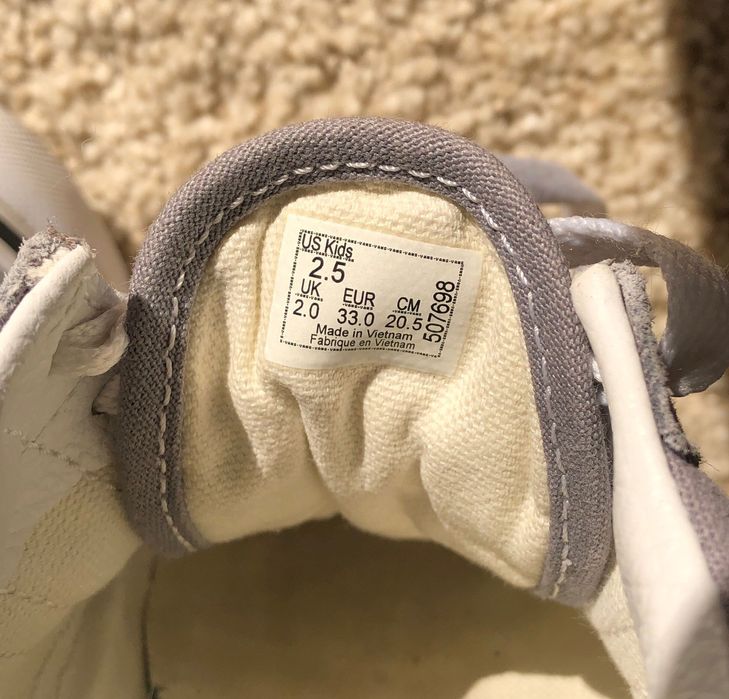 US Kids
2.5
UK EUR CM
2.0 33.0 20.5
Made in Vietnam
Fabrique en Vietnam
507698